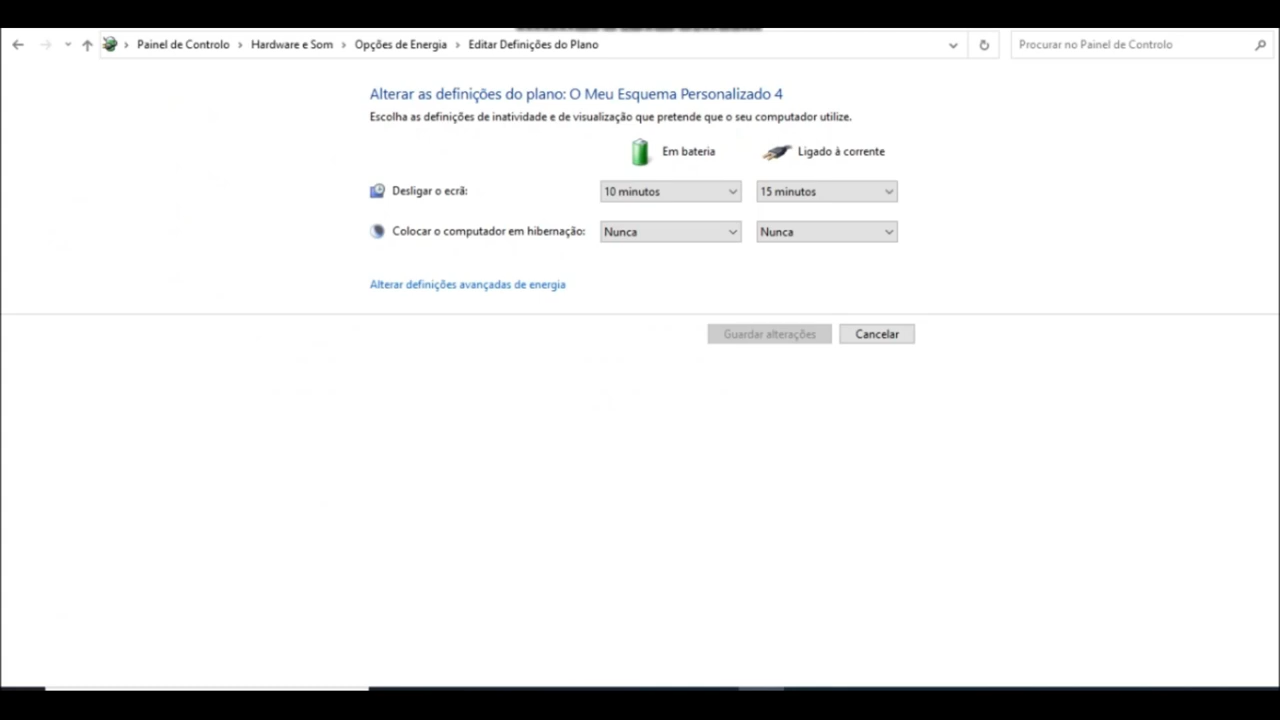 Painel de Controlo > Hardware e Som > Opções de Energia > Editar Definições do Plano
Procurar no Painel de Controlo
Alterar as definições do plano: O Meu Esquema Personalizado 4
Escolha as definições de inatividade e de visualização que pretende que o seu computador utilize.
Em bateria Ligado à corrente
Desligar o ecrã: 10 minutos 15 minutos
Colocar o computador em hibernação: Nunca Nunca
Alterar definições avançadas de energia
Guardar alterações Cancelar